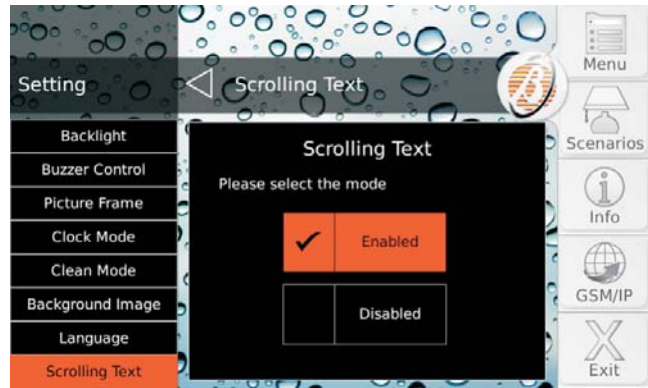 Setting
Scrolling Text
Backlight
Buzzer Control
Picture Frame
Clock Mode
Clean Mode
Background Image
Language
Scrolling Text
Scrolling Text
Please select the mode
Enabled
Disabled
Menu
Scenarios
Info
GSM/IP
Exit